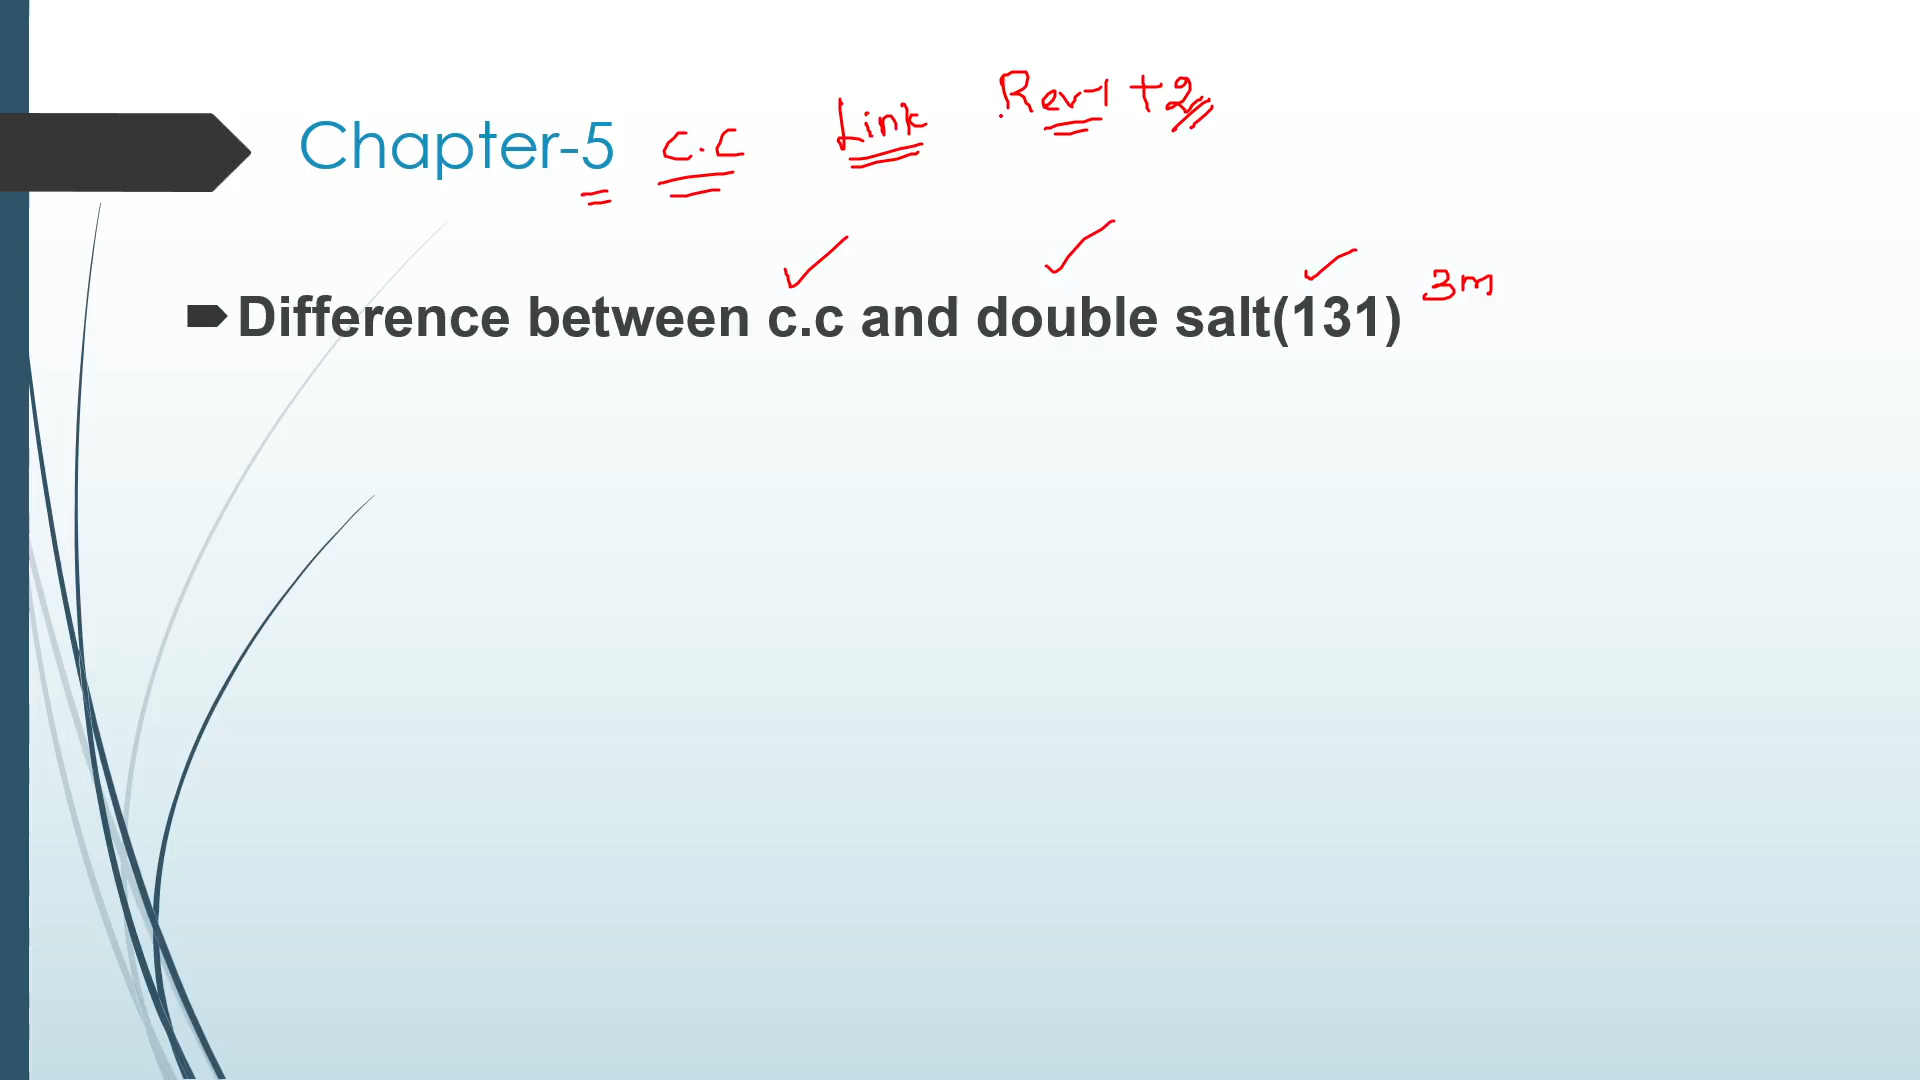 Chapter-5 c.c Link Rev-1 + 2
Difference between c.c and double salt(131) 3m